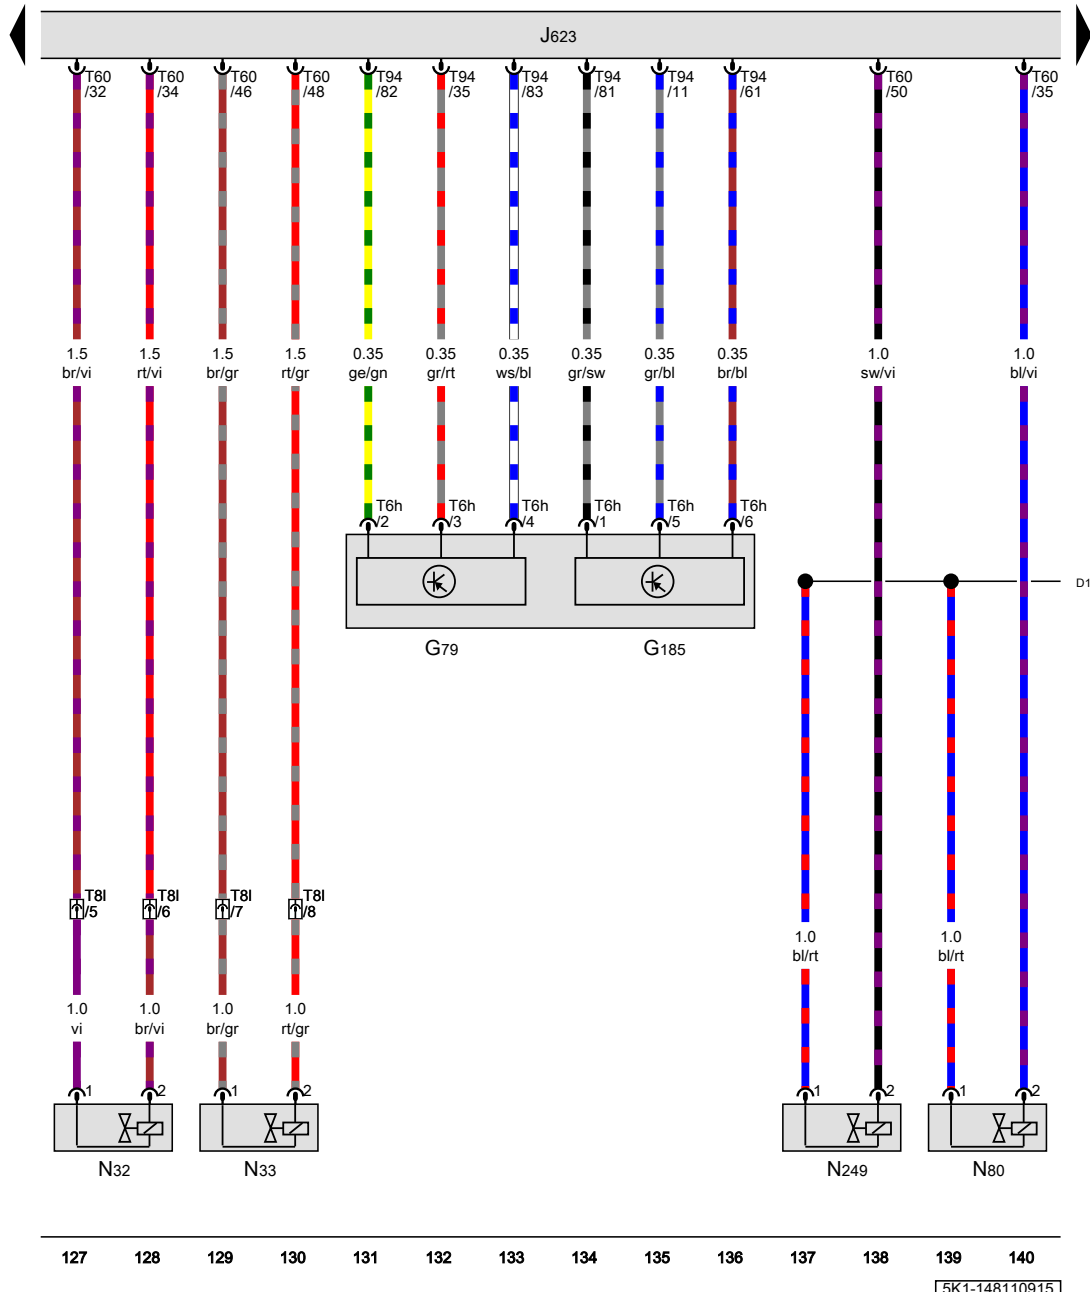 J623
T60 T60 T60 T60 T94 T94 T94 T94 T94 T94 T60 T60
/32 /34 /46 /48 /82 /35 /83 /81 /11 /61 /50 /35
1.5 1.5 1.5 1.5 0.35 0.35 0.35 0.35 0.35 0.35 1.0 1.0
br/vi rt/vi br/gr rt/gr ge/gn gr/rt ws/bl gr/sw gr/bl br/bl sw/vi bl/vi
T6h T6h T6h T6h T6h T6h
/2 /3 /4 /1 /5 /6
D1
G79 G185
T8l T8l T8l T8l
/5 /6 /7 /8
1.0 1.0
bl/rt bl/rt
1.0 1.0 1.0 1.0
vi br/vi br/gr rt/gr
1 2 1 2 1 2 1 2
N32 N33 N249 N80
127 128 129 130 131 132 133 134 135 136 137 138 139 140
5K1-148110915